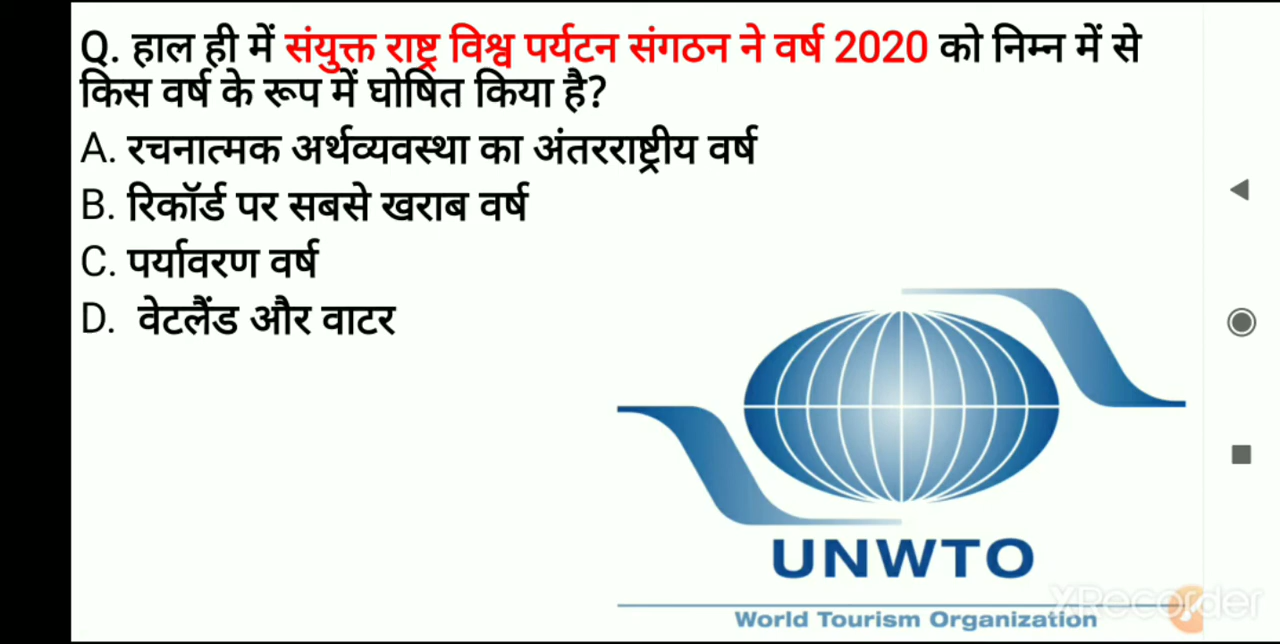 Q. हाल ही में संयुक्त राष्ट्र विश्व पर्यटन संगठन ने वर्ष 2020 को निम्न में से
किस वर्ष के रूप में घोषित किया है?
A. रचनात्मक अर्थव्यवस्था का अंतरराष्ट्रीय वर्ष
B. रिकॉर्ड पर सबसे खराब वर्ष
C. पर्यावरण वर्ष
D. वेटलैंड और वाटर
UNWTO
World Tourism Organization
XRecorder